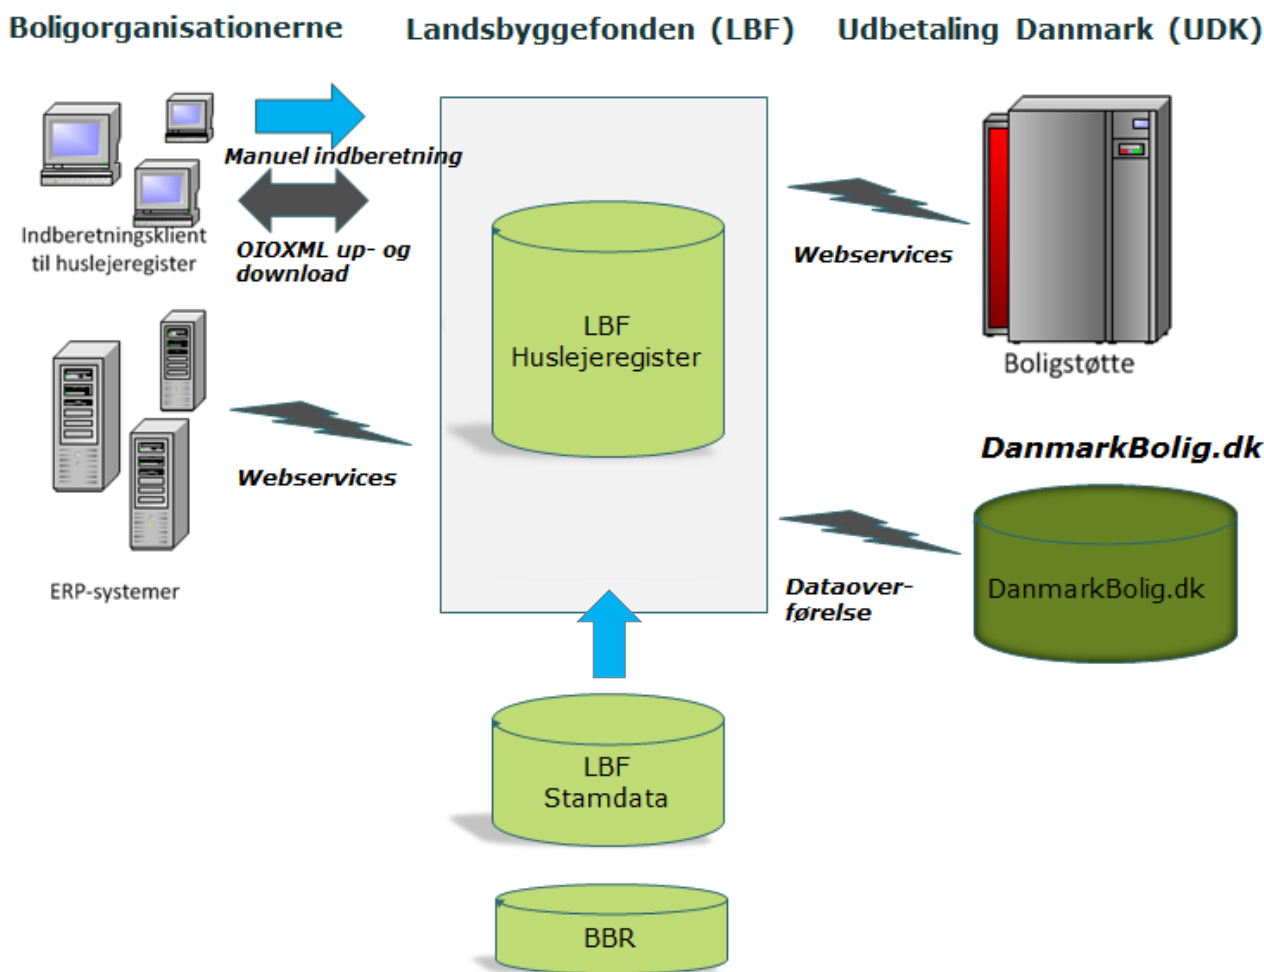 Boligorganisationerne
Landsbyggefonden (LBF)
Udbetaling Danmark (UDK)
Manuel indberetning
Indberetningsklient
til huslejeregister
OIOXML up- og
download
Webservices
ERP-systemer
LBF
Huslejeregister
Webservices
Boligstøtte
DanmarkBolig.dk
Dataover-
førelse
DanmarkBolig.dk
LBF
Stamdata
BBR